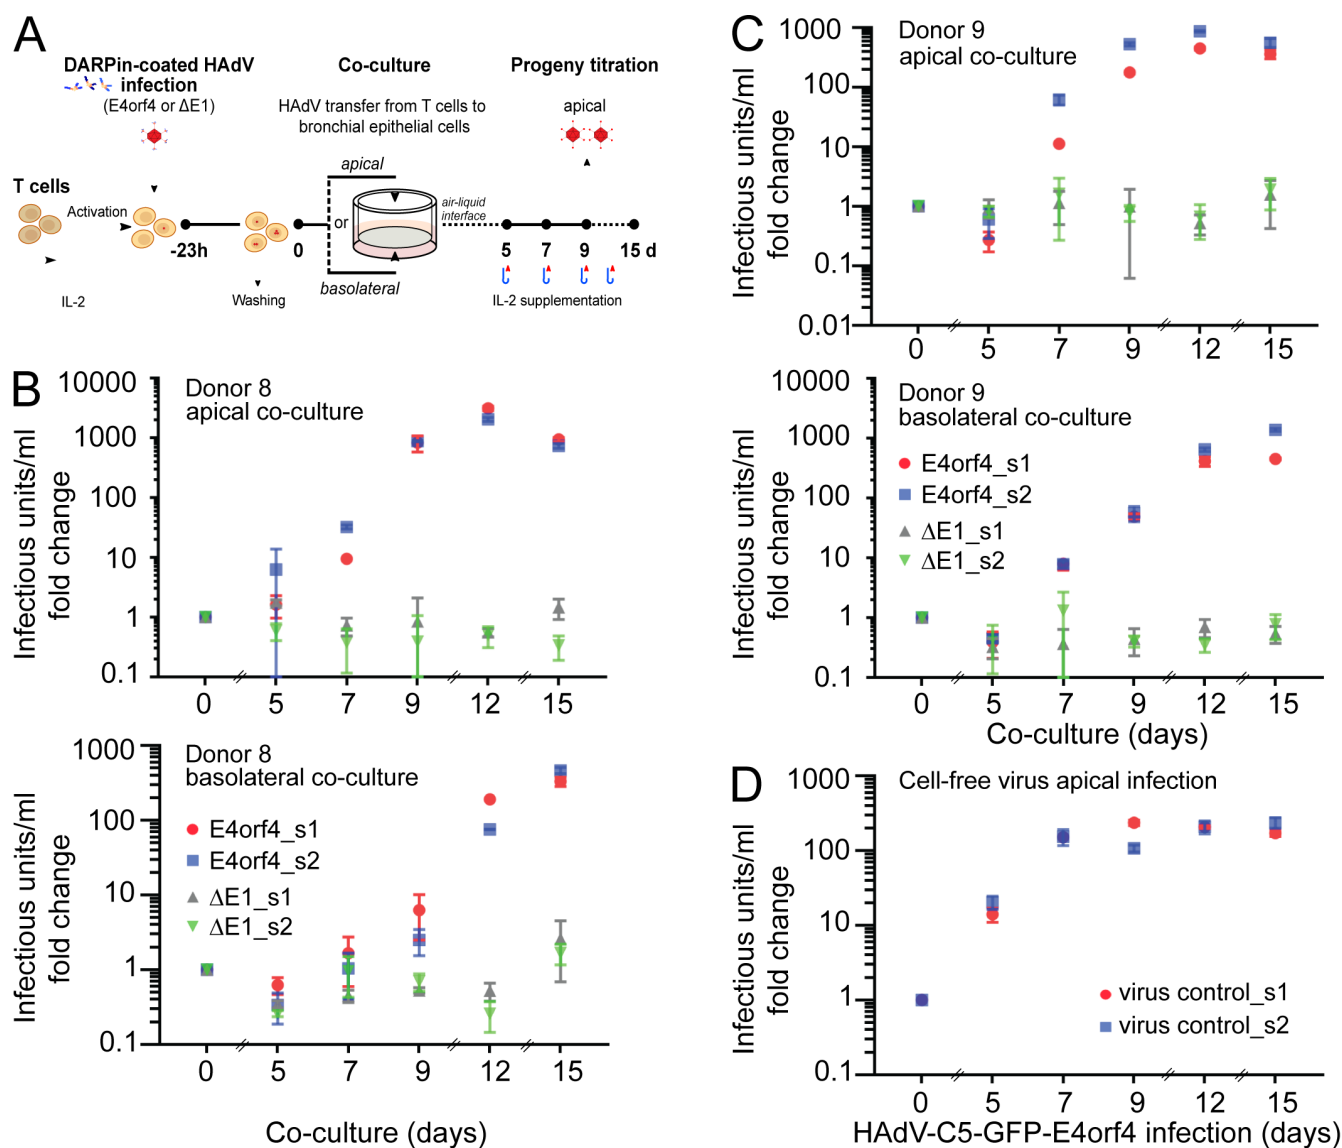 A
DARPin-coated HAdV
infection
(E4orf4 or ΔE1)
Co-culture
HAdV transfer from T cells to
bronchial epithelial cells
Progeny titration
apical
T cells
Activation
IL-2
-23h
Washing
0
apical
or
basolateral
air-liquid
interface
5
7
9
15 d
IL-2 supplementation
B
Donor 8
apical co-culture
Infectious units/ml
fold change
10000
1000
100
10
1
0.1
0
5
7
9
12
15
Donor 8
basolateral co-culture
E4orf4_s1
E4orf4_s2
ΔE1_s1
ΔE1_s2
Infectious units/ml
fold change
1000
100
10
1
0.1
0
5
7
9
12
15
Co-culture (days)
C
Donor 9
apical co-culture
Infectious units/ml
fold change
1000
100
10
1
0.1
0.01
0
5
7
9
12
15
Donor 9
basolateral co-culture
E4orf4_s1
E4orf4_s2
ΔE1_s1
ΔE1_s2
Infectious units/ml
fold change
10000
1000
100
10
1
0.1
0
5
7
9
12
15
Co-culture (days)
D
Cell-free virus apical infection
Infectious units/ml
fold change
1000
100
10
1
0.1
virus control_s1
virus control_s2
0
5
7
9
12
15
HAdV-C5-GFP-E4orf4 infection (days)